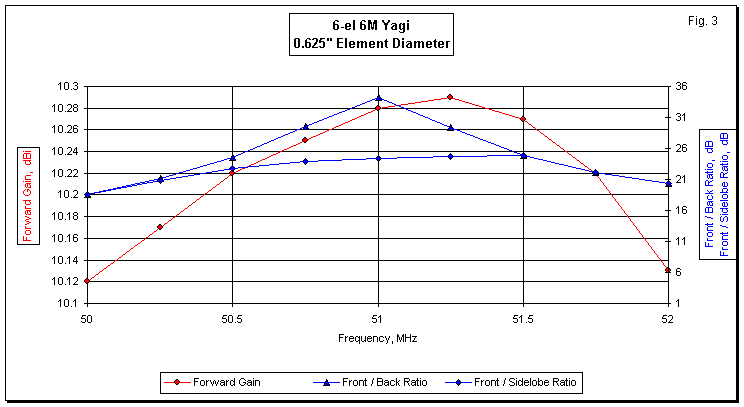 Fig. 3
6-el 6M Yagi
0.625" Element Diameter
10.3
10.28
10.26
10.24
10.22
10.2
10.18
10.16
10.14
10.12
10.1
Forward Gain, dBi
36
31
26
21
16
11
6
1
Front / Back Ratio, dB
Front / Sidelobe Ratio, dB
50
50.5
51
51.5
52
Frequency, MHz
Forward Gain
Front / Back Ratio
Front / Sidelobe Ratio